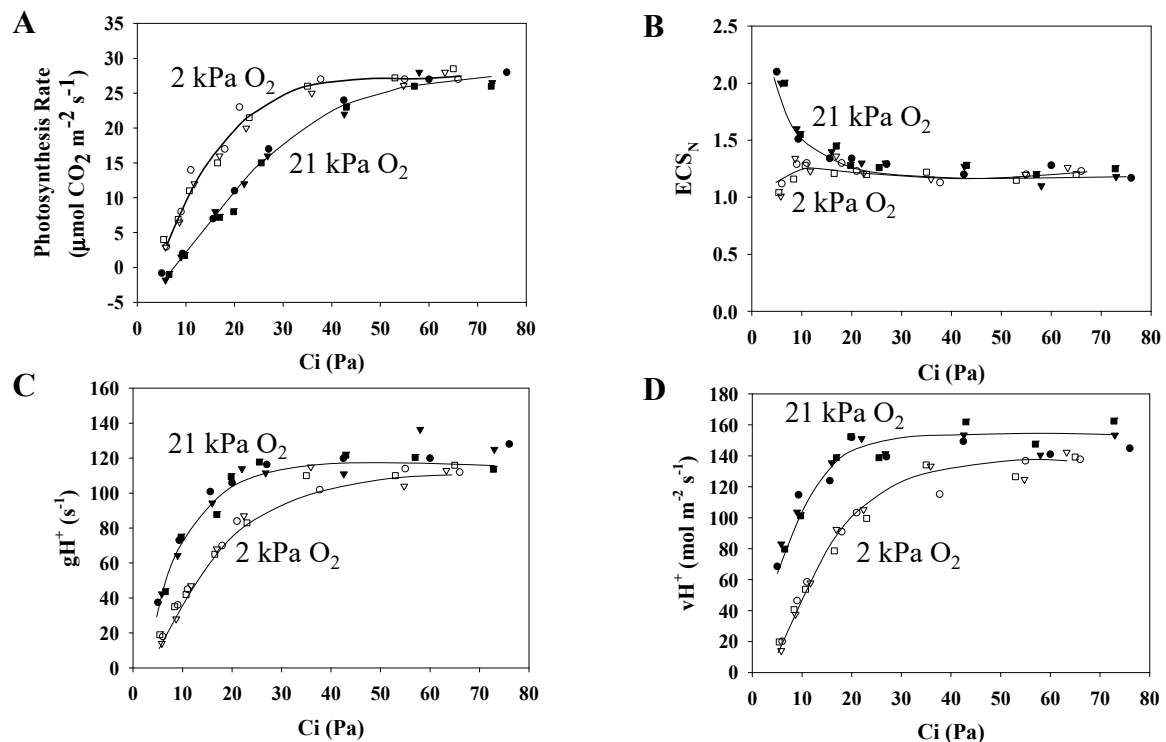 A
35
30
25
20
15
10
5
0
-5
Photosynthesis Rate
(μmol CO₂ m⁻² s⁻¹)
2 kPa O₂
21 kPa O₂
0 10 20 30 40 50 60 70 80
Ci (Pa)
B
2.5
2.0
1.5
1.0
0.5
0.0
ECS_N
21 kPa O₂
2 kPa O₂
0 10 20 30 40 50 60 70 80
Ci (Pa)
C
160
140
120
100
80
60
40
20
0
gH⁺ (s⁻¹)
21 kPa O₂
2 kPa O₂
0 10 20 30 40 50 60 70 80
Ci (Pa)
D
180
160
140
120
100
80
60
40
20
0
vH⁺ (mol m⁻² s⁻¹)
21 kPa O₂
2 kPa O₂
0 10 20 30 40 50 60 70 80
Ci (Pa)